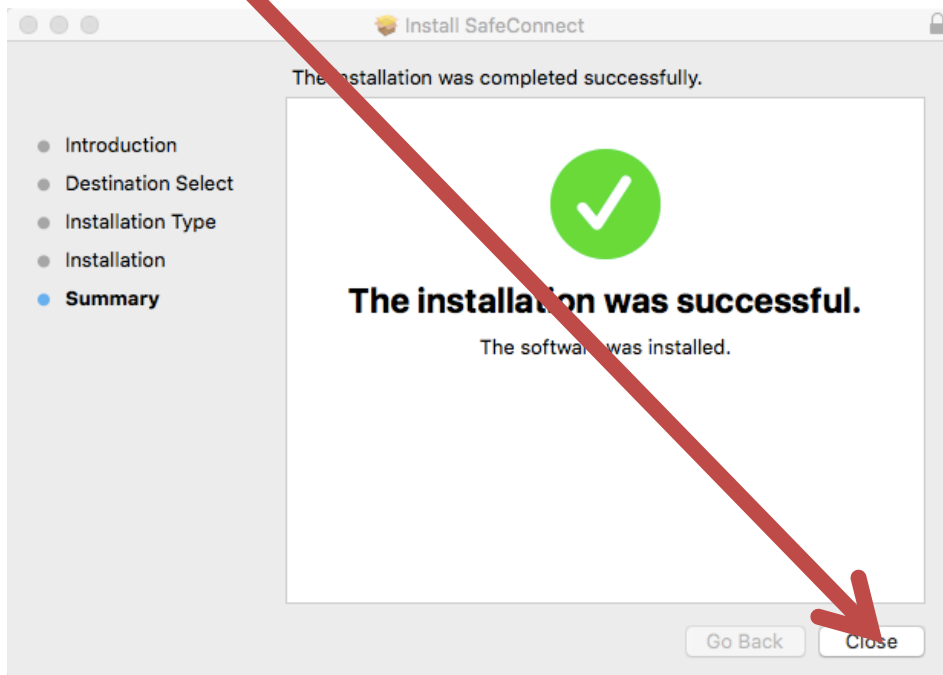 Install SafeConnect
The installation was completed successfully.
Introduction
Destination Select
Installation Type
Installation
Summary
The installation was successful.
The software was installed.
Go Back
Close